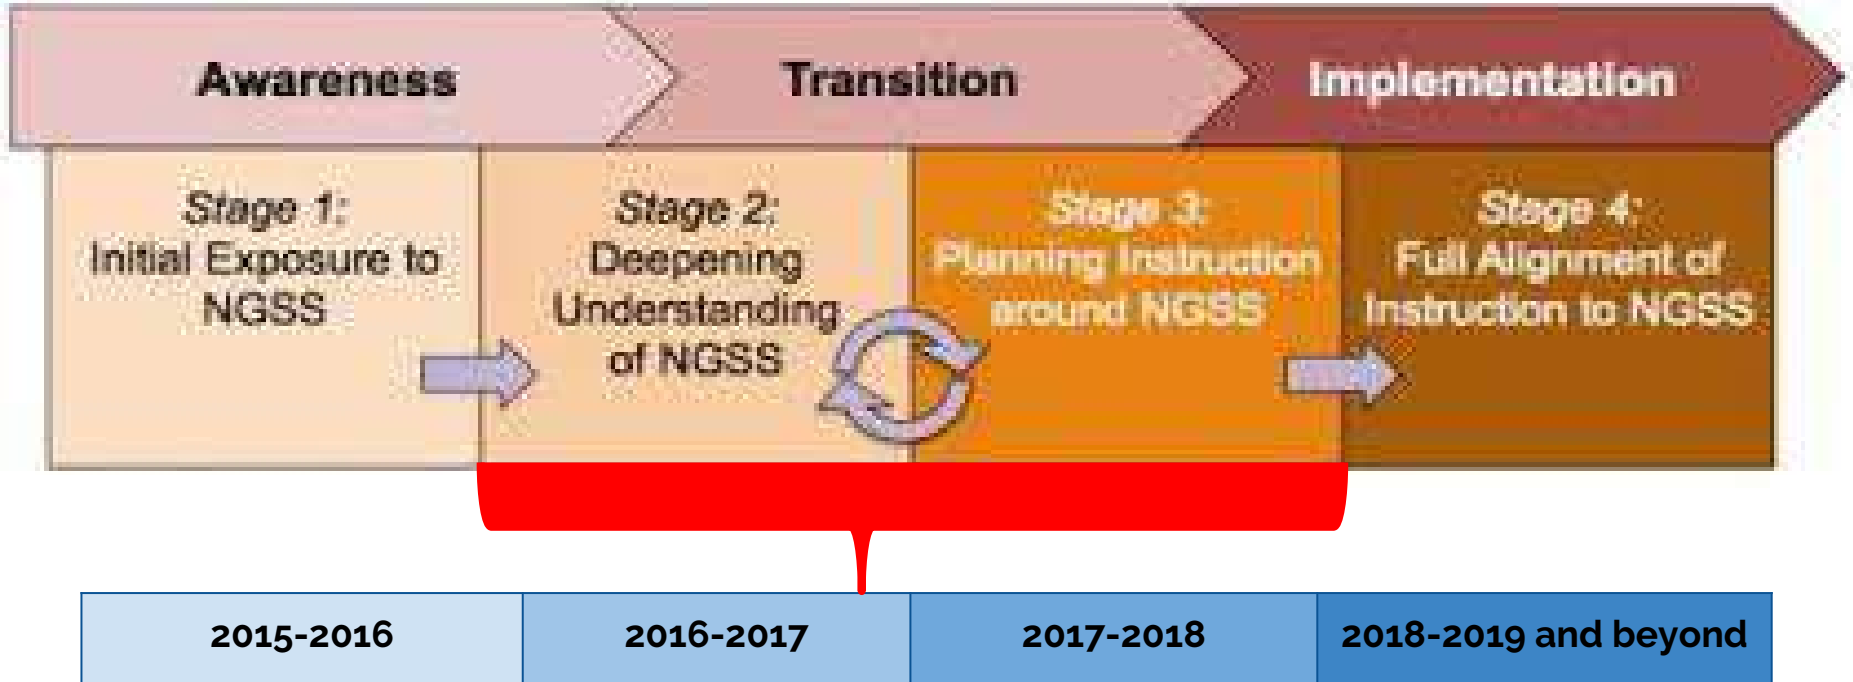 Awareness
Transition
Implementation
Stage 1:
Initial Exposure to
NGSS
Stage 2:
Deepening
Understanding
of NGSS
Stage 3:
Planning Instruction
around NGSS
Stage 4:
Full Alignment of
Instruction to NGSS
2015-2016
2016-2017
2017-2018
2018-2019 and beyond